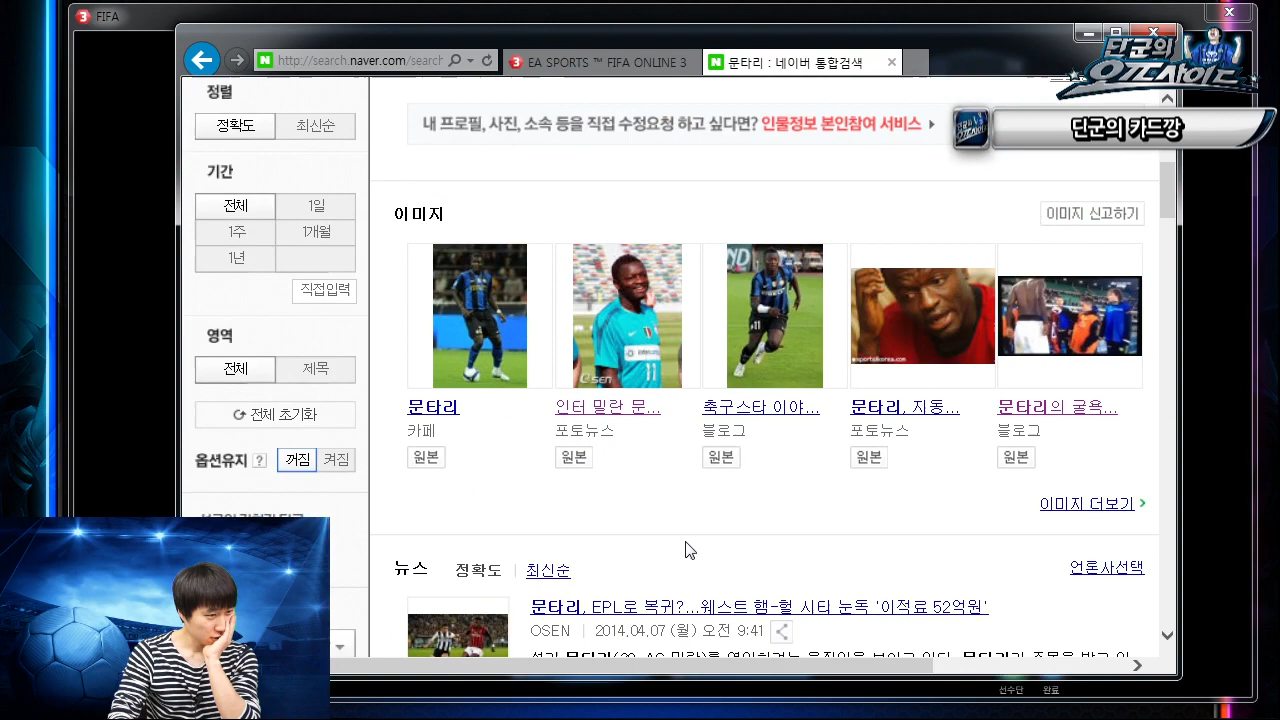 FIFA
단군의
오프사이드
http://search.naver.com/search
EA SPORTS ™ FIFA ONLINE 3
문타리 : 네이버 통합검색
정렬
정확도
최신순
내 프로필, 사진, 소속 등을 직접 수정요청 하고 싶다면? 인물정보 본인참여 서비스
단군의 카드깡
기간
전체
1일
1주
1개월
1년
직접입력
이미지
이미지 신고하기
영역
전체
제목
전체 초기화
옵션유지 ?
꺼짐
켜짐
문타리
카페
원본
인터 밀란 문...
포토뉴스
원본
축구스타 이야...
블로그
원본
문타리, 지동...
포토뉴스
원본
문타리의 굴욕...
블로그
원본
이미지 더보기
뉴스
정확도
최신순
언론사선택
문타리, EPL로 복귀?...웨스트 햄-헐 시티 눈독 '이적료 52억원'
OSEN | 2014.04.07 (월) 오전 9:41
선수단
완료